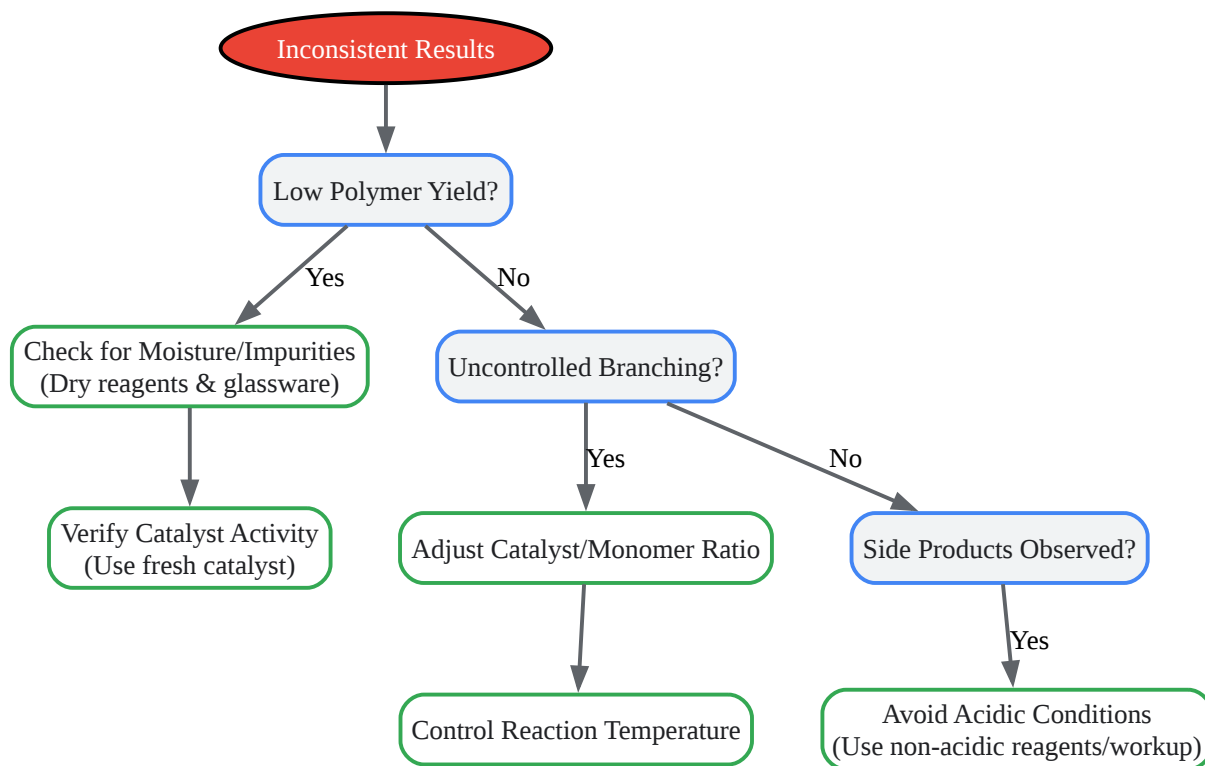 Inconsistent Results
Low Polymer Yield?
Yes
No
Check for Moisture/Impurities
(Dry reagents & glassware)
Uncontrolled Branching?
Yes
No
Verify Catalyst Activity
(Use fresh catalyst)
Adjust Catalyst/Monomer Ratio
Side Products Observed?
Yes
Control Reaction Temperature
Avoid Acidic Conditions
(Use non-acidic reagents/workup)